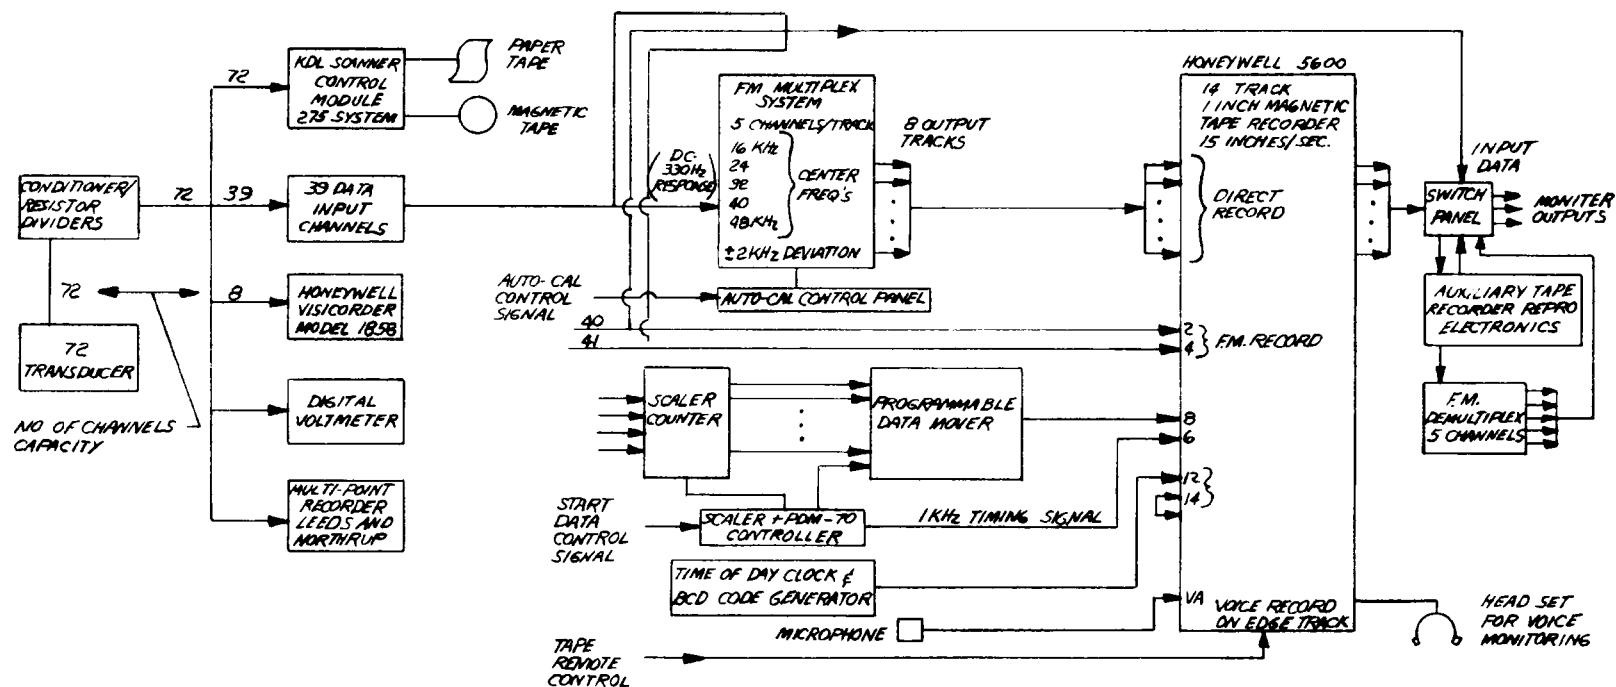 CONDITIONER/
RESISTOR
DIVIDERS
72
72
TRANSDUCER
NO OF CHANNELS
CAPACITY
72
72
KDL SCANNER
CONTROL
MODULE
275 SYSTEM
PAPER
TAPE
MAGNETIC
TAPE
39
39 DATA
INPUT
CHANNELS
8
HONEYWELL
VISICORDER
MODEL 1858
DIGITAL
VOLTMETER
MULTI-POINT
RECORDER
LEEDS AND
NORTHRUP
(DC-
330HZ
RESPONSE)
FM MULTIPLEX
SYSTEM
5 CHANNELS/TRACK
16 KHZ
24
32
40
48 KHZ
CENTER
FREQ'S
±2 KHZ DEVIATION
8 OUTPUT
TRACKS
AUTO-CAL
CONTROL
SIGNAL
AUTO-CAL CONTROL PANEL
40
41
SCALER
COUNTER
PROGRAMMABLE
DATA MOVER
START
DATA
CONTROL
SIGNAL
SCALER + PDM-70
CONTROLLER
1 KHZ TIMING SIGNAL
TIME OF DAY CLOCK &
BCD CODE GENERATOR
MICROPHONE
TAPE
REMOTE
CONTROL
HONEYWELL 5600
14 TRACK
1 INCH MAGNETIC
TAPE RECORDER
15 INCHES/SEC.
DIRECT
RECORD
2
4
F.M. RECORD
8
6
12
14
VA
VOICE RECORD
ON EDGE TRACK
INPUT
DATA
SWITCH
PANEL
MONITER
OUTPUTS
AUXILIARY TAPE
RECORDER REPRO
ELECTRONICS
F.M.
DEMULTIPLEX
5 CHANNELS
HEAD SET
FOR VOICE
MONITORING